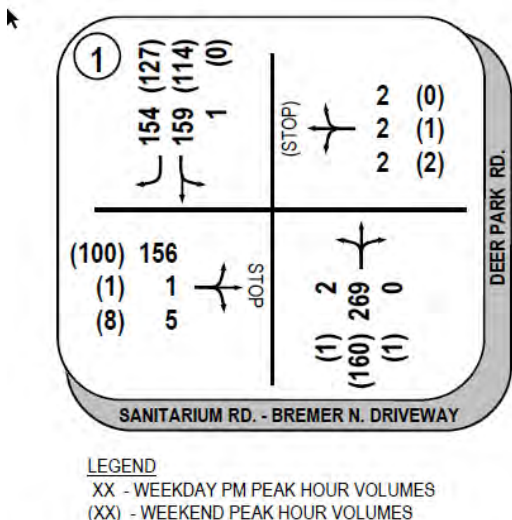 1
154 (127)
159 (114)
1 (0)
(STOP)
2 (0)
2 (1)
2 (2)
(100) 156
(1) 1
(8) 5
STOP
(1) 2
(160) 269
(1) 0
DEER PARK RD.
SANITARIUM RD. - BREMER N. DRIVEWAY
LEGEND
XX - WEEKDAY PM PEAK HOUR VOLUMES
(XX) - WEEKEND PEAK HOUR VOLUMES